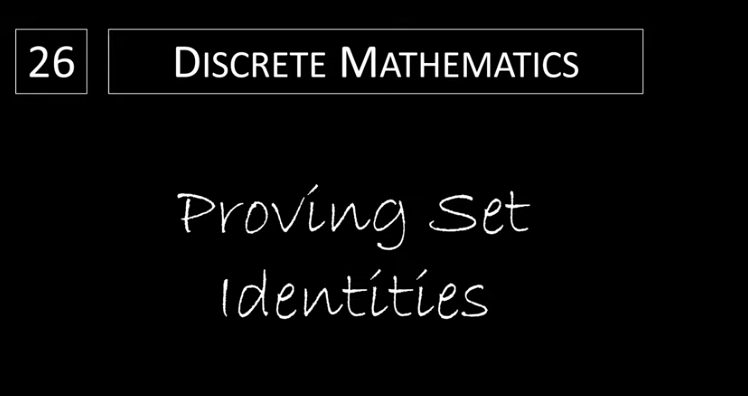 26
DISCRETE MATHEMATICS
Proving Set
Identities